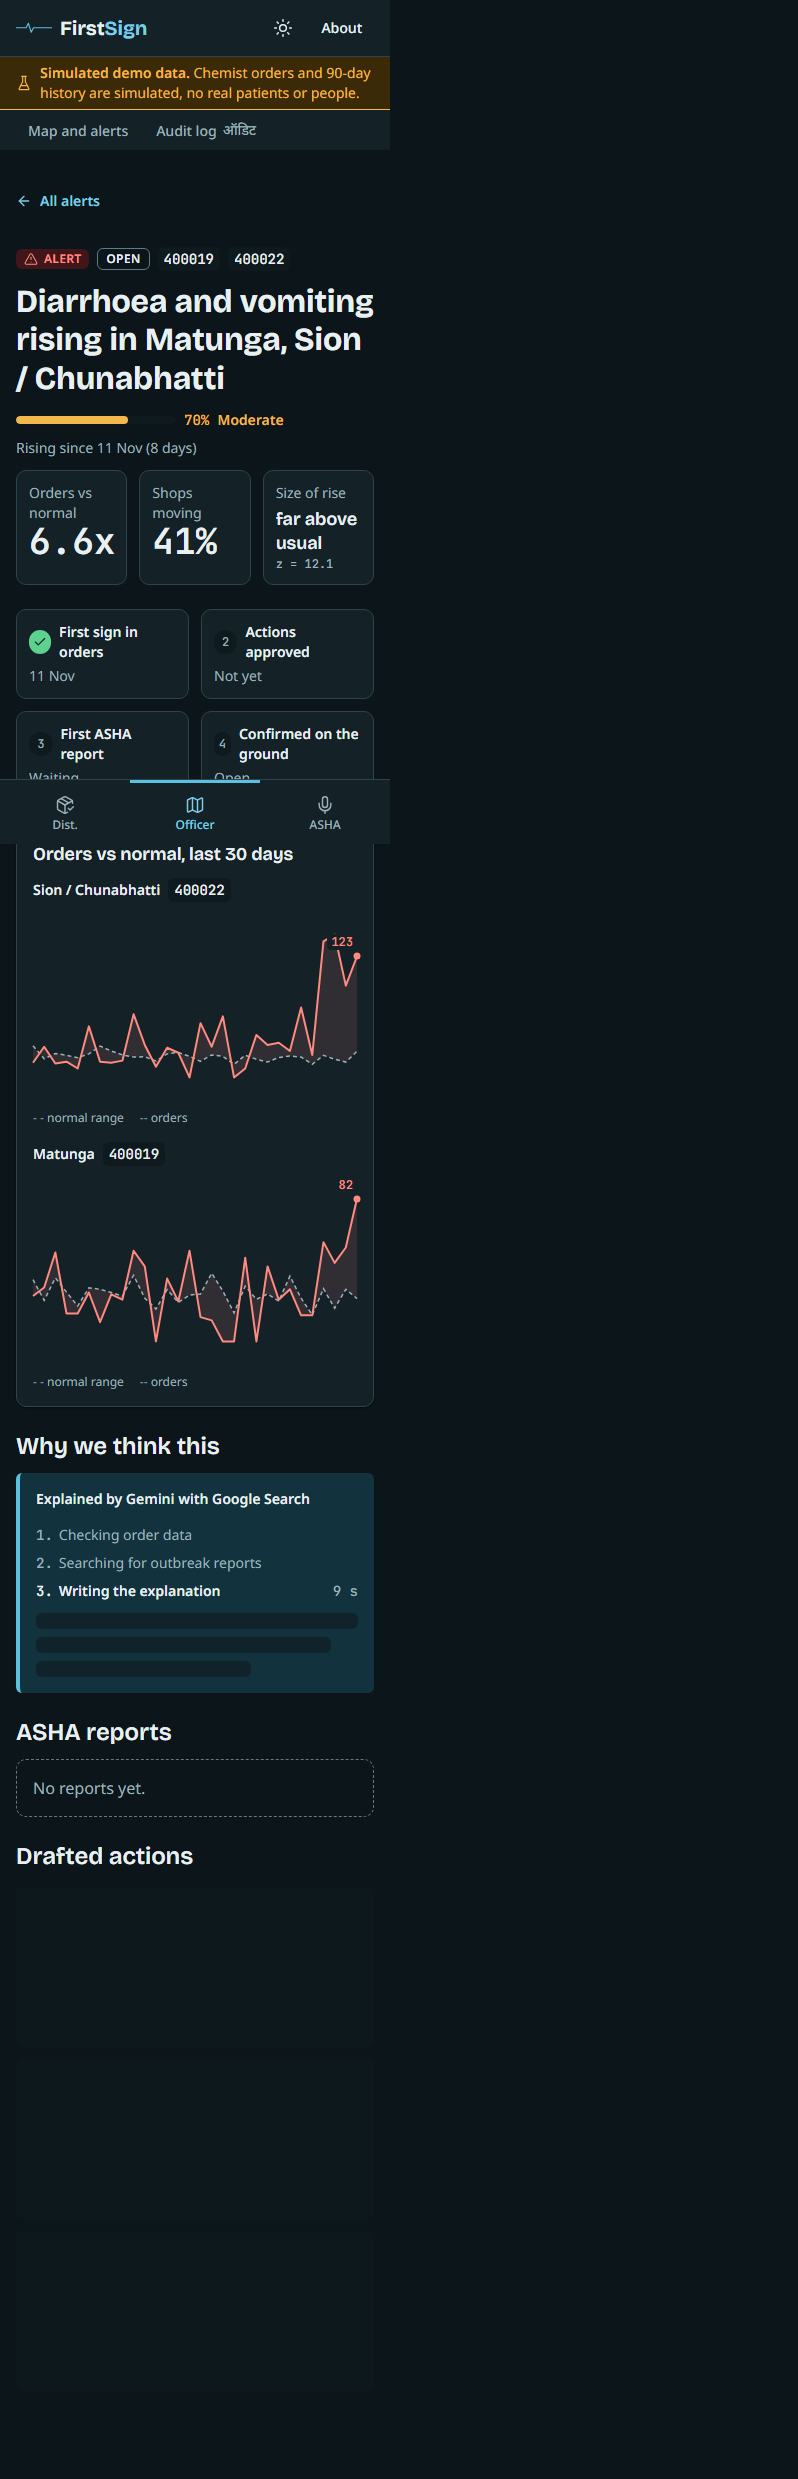 FirstSign
About
Simulated demo data. Chemist orders and 90-day
history are simulated, no real patients or people.
Map and alerts
Audit log ऑडिट
All alerts
ALERT
OPEN
400019
400022
Diarrhoea and vomiting
rising in Matunga, Sion
/ Chunabhatti
70% Moderate
Rising since 11 Nov (8 days)
Orders vs
normal
6.6x
Shops
moving
41%
Size of rise
far above
usual
z = 12.1
First sign in
orders
11 Nov
2
Actions
approved
Not yet
3
First ASHA
report
Waiting
4
Confirmed on the
ground
Open
Dist.
Officer
ASHA
Orders vs normal, last 30 days
Sion / Chunabhatti 400022
123
- - normal range -- orders
Matunga 400019
82
- - normal range -- orders
Why we think this
Explained by Gemini with Google Search
1. Checking order data
2. Searching for outbreak reports
3. Writing the explanation 9 s
ASHA reports
No reports yet.
Drafted actions